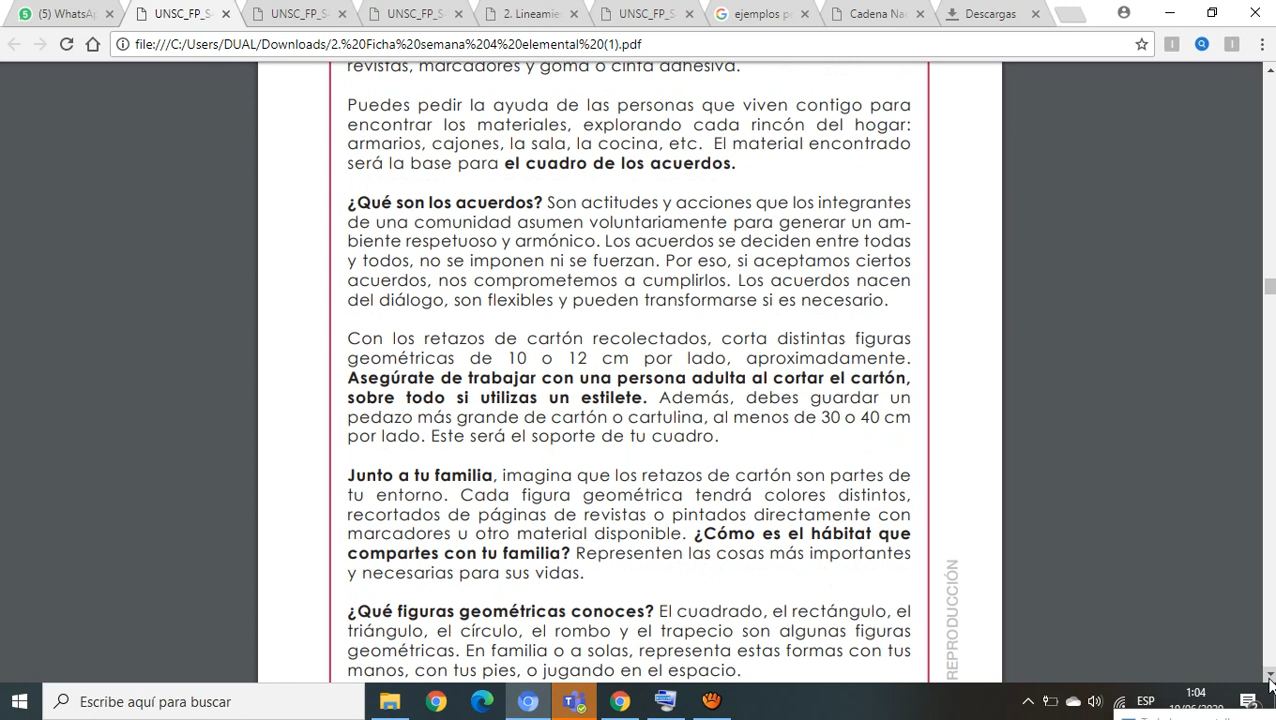 (5) WhatsA
UNSC_FP_S
UNSC_FP_S
UNSC_FP_S
2. Lineamie
UNSC_FP_S
ejemplos p
Cadena Na
Descargas
file:///C:/Users/DUAL/Downloads/2.%20Ficha%20semana%204%20elemental%20(1).pdf
revistas, marcadores y goma o cinta adhesiva.
Puedes pedir la ayuda de las personas que viven contigo para
encontrar los materiales, explorando cada rincón del hogar:
armarios, cajones, la sala, la cocina, etc. El material encontrado
será la base para el cuadro de los acuerdos.
¿Qué son los acuerdos? Son actitudes y acciones que los integrantes
de una comunidad asumen voluntariamente para generar un am-
biente respetuoso y armónico. Los acuerdos se deciden entre todas
y todos, no se imponen ni se fuerzan. Por eso, si aceptamos ciertos
acuerdos, nos comprometemos a cumplirlos. Los acuerdos nacen
del diálogo, son flexibles y pueden transformarse si es necesario.
Con los retazos de cartón recolectados, corta distintas figuras
geométricas de 10 o 12 cm por lado, aproximadamente.
Asegúrate de trabajar con una persona adulta al cortar el cartón,
sobre todo si utilizas un estilete. Además, debes guardar un
pedazo más grande de cartón o cartulina, al menos de 30 o 40 cm
por lado. Este será el soporte de tu cuadro.
Junto a tu familia, imagina que los retazos de cartón son partes de
tu entorno. Cada figura geométrica tendrá colores distintos,
recortados de páginas de revistas o pintados directamente con
marcadores u otro material disponible. ¿Cómo es el hábitat que
compartes con tu familia? Representen las cosas más importantes
y necesarias para sus vidas.
¿Qué figuras geométricas conoces? El cuadrado, el rectángulo, el
triángulo, el círculo, el rombo y el trapecio son algunas figuras
geométricas. En familia o a solas, representa estas formas con tus
manos, con tus pies, o jugando en el espacio.
REPRODUCCIÓN
Escribe aquí para buscar
ESP
1:04
10/06/2020